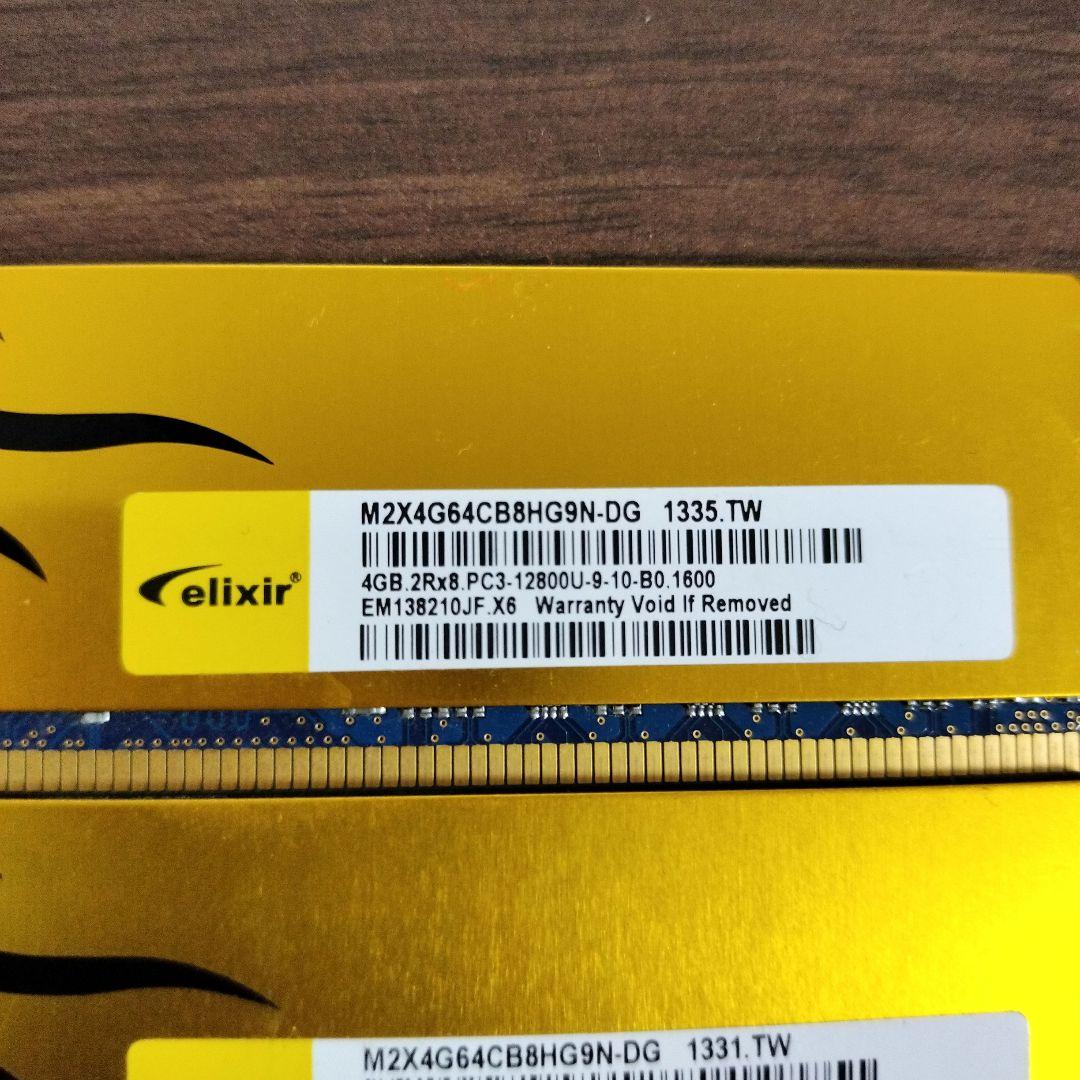 elixir®
M2X4G64CB8HG9N-DG 1335.TW
4GB.2Rx8.PC3-12800U-9-10-B0.1600
EM138210JF.X6 Warranty Void If Removed
M2X4G64CB8HG9N-DG 1331.TW